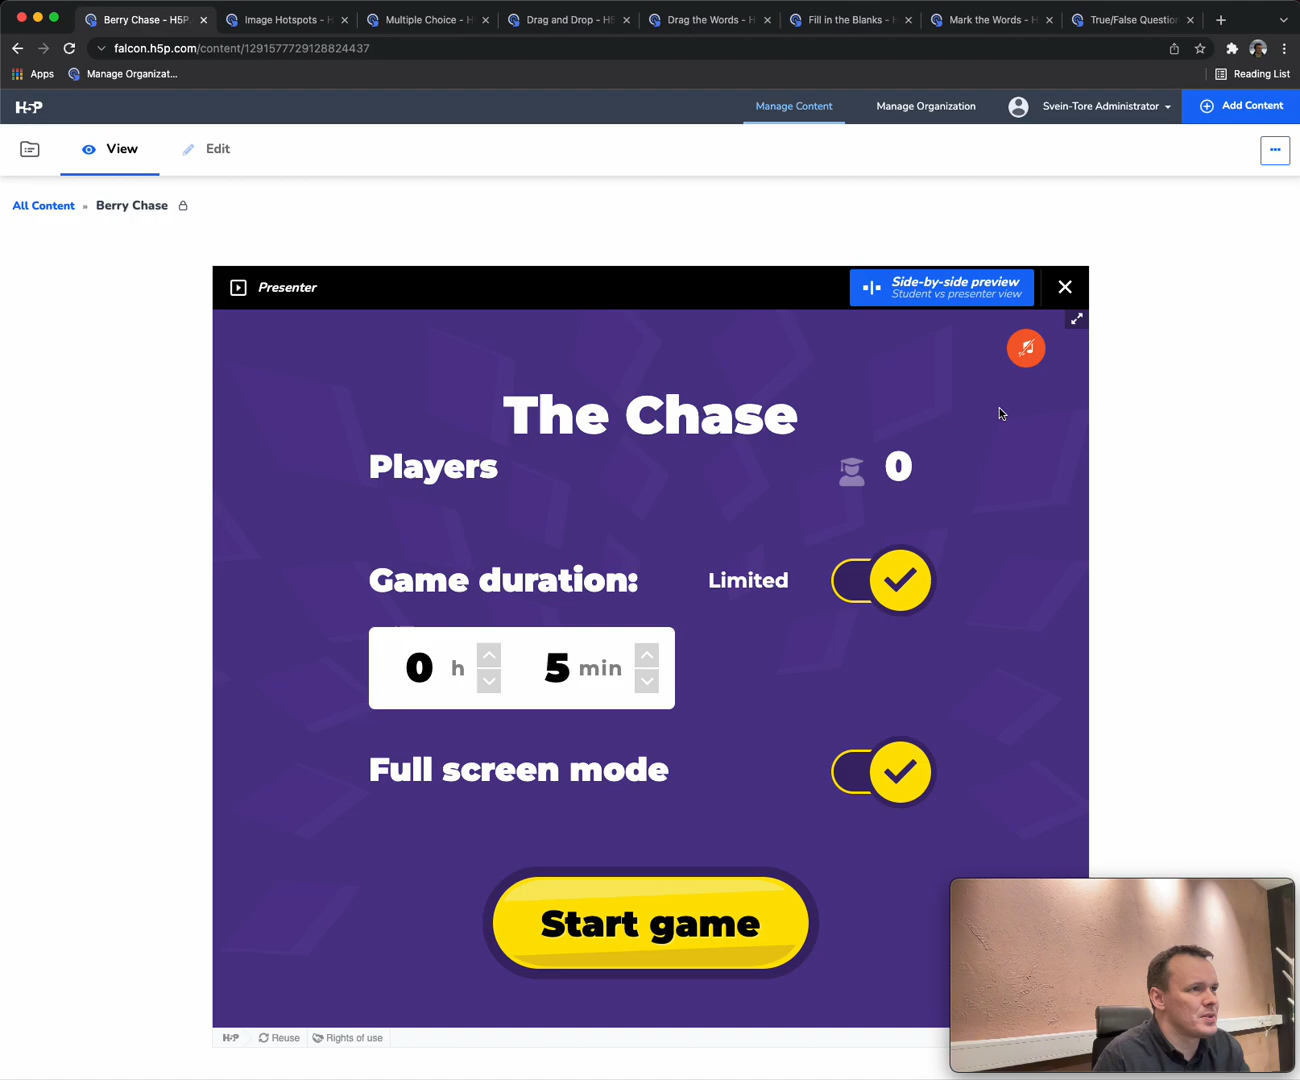 Berry Chase - H5P
Image Hotspots - H
Multiple Choice - H
Drag and Drop - H5
Drag the Words - H
Fill in the Blanks - H
Mark the Words - H
True/False Question
falcon.h5p.com/content/1291577729128824437
Apps
Manage Organizat...
Reading List
H5P
Manage Content
Manage Organization
Svein-Tore Administrator
Add Content
View
Edit
All Content » Berry Chase
Presenter
Side-by-side preview
Student vs presenter view
The Chase
Players
0
Game duration:
Limited
0 h 5 min
Full screen mode
Start game
H5P
Reuse
Rights of use